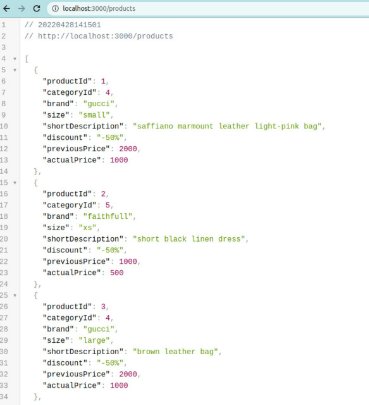 localhost:3000/products
1 // 20220428141501
2 // http://localhost:3000/products
3
4 [
5 {
6 "productId": 1,
7 "categoryId": 4,
8 "brand": "gucci",
9 "size": "small",
10 "shortDescription": "saffiano marmount leather light-pink bag",
11 "discount": "-50%",
12 "previousPrice": 2000,
13 "actualPrice": 1000
14 },
15 {
16 "productId": 2,
17 "categoryId": 5,
18 "brand": "faithfull",
19 "size": "xs",
20 "shortDescription": "short black linen dress",
21 "discount": "-50%",
22 "previousPrice": 1000,
23 "actualPrice": 500
24 },
25 {
26 "productId": 3,
27 "categoryId": 4,
28 "brand": "gucci",
29 "size": "large",
30 "shortDescription": "brown leather bag",
31 "discount": "-50%",
32 "previousPrice": 2000,
33 "actualPrice": 1000
34 },